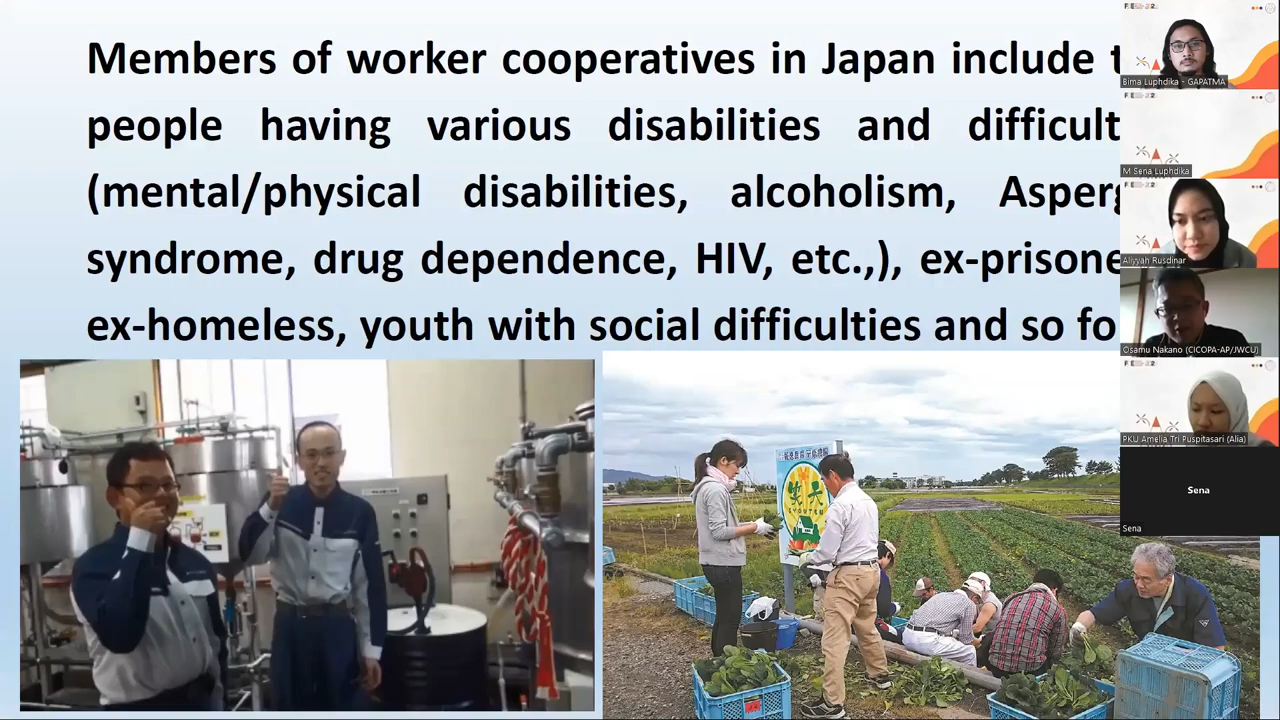 Members of worker cooperatives in Japan include
people having various disabilities and difficult
(mental/physical disabilities, alcoholism, Asperg
syndrome, drug dependence, HIV, etc.,), ex-prisone
ex-homeless, youth with social difficulties and so fo
Bima Luphdika - GAPATMA
M Sena Luphdika
Aliyyah Rusdinar
Osamu Nakano (CICOPA-AP/JWCU)
PKU Amelia Tri Puspitasari (Alia)
Sena
Sena
笑天